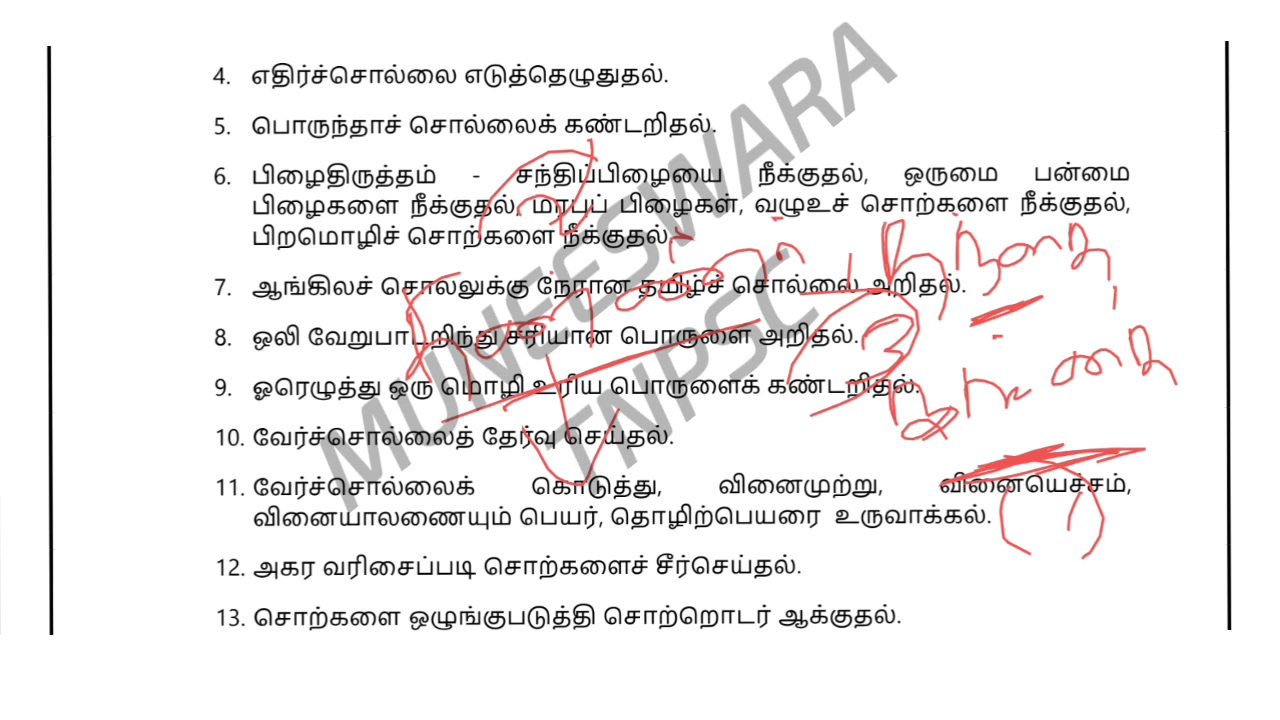 4. எதிர்ச்சொல்லை எடுத்தெழுதுதல்.
5. பொருந்தாச் சொல்லைக் கண்டறிதல்.
6. பிழைதிருத்தம் - சந்திப்பிழையை நீக்குதல், ஒருமை பன்மை
பிழைகளை நீக்குதல், மரபுப் பிழைகள், வழுஉச் சொற்களை நீக்குதல்,
பிறமொழிச் சொற்களை நீக்குதல்.
7. ஆங்கிலச் சொல்லுக்கு நேரான தமிழ்ச் சொல்லை அறிதல்.
8. ஒலி வேறுபாடறிந்து சரியான பொருளை அறிதல்.
9. ஓரெழுத்து ஒரு மொழி உரிய பொருளைக் கண்டறிதல்.
10. வேர்ச்சொல்லைத் தேர்வு செய்தல்.
11. வேர்ச்சொல்லைக் கொடுத்து, வினைமுற்று, வினையெச்சம்,
வினையாலணையும் பெயர், தொழிற்பெயரை உருவாக்கல்.
12. அகர வரிசைப்படி சொற்களைச் சீர்செய்தல்.
13. சொற்களை ஒழுங்குபடுத்தி சொற்றொடர் ஆக்குதல்.
MUNEESWARA
TNPSC